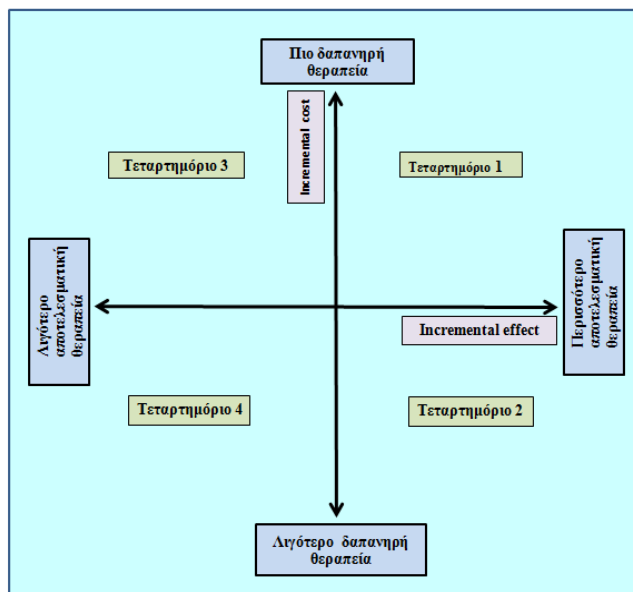 Πιο δαπανηρή
θεραπεία
Incremental cost
Τεταρτημόριο 3
Τεταρτημόριο 1
Λιγότερο
αποτελεσματική
θεραπεία
Περισσότερο
αποτελεσματική
θεραπεία
Incremental effect
Τεταρτημόριο 4
Τεταρτημόριο 2
Λιγότερο δαπανηρή
θεραπεία